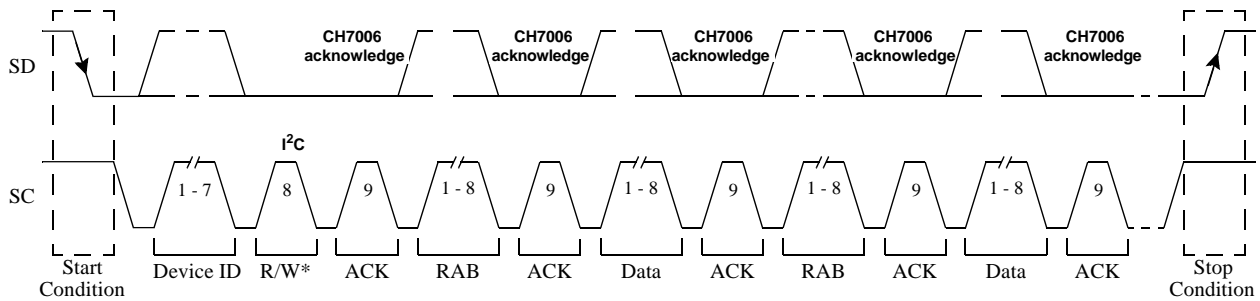 CH7006 CH7006 CH7006 CH7006 CH7006
acknowledge acknowledge acknowledge acknowledge acknowledge
SD
I²C
SC 1 - 7 8 9 1 - 8 9 1 - 8 9 1 - 8 9 1 - 8 9
Start Device ID R/W* ACK RAB ACK Data ACK RAB ACK Data ACK Stop
Condition Condition